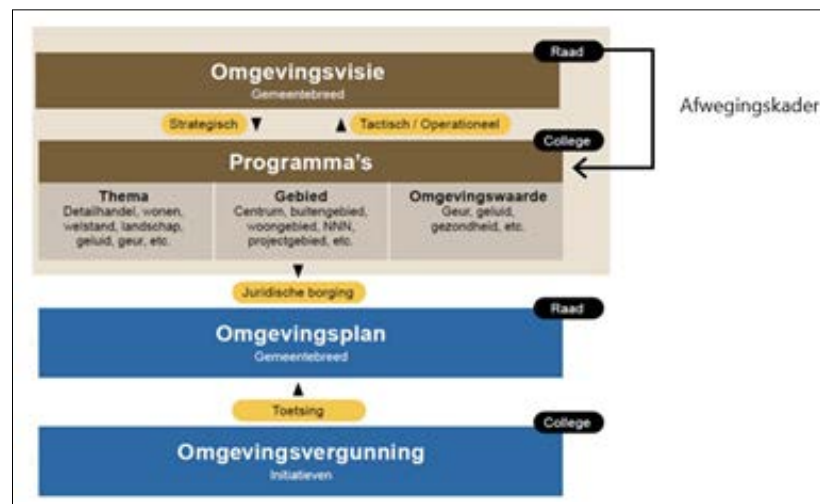 Raad
Omgevingsvisie
Gemeentebreed
Afwegingskader
Strategisch
Tactisch / Operationeel
College
Programma's
Thema
Detailhandel, wonen,
welstand, landschap,
geluid, geur, etc.
Gebied
Centrum, buitengebied,
woongebied, NNN,
projectgebied, etc.
Omgevingswaarde
Geur, geluid,
gezondheid, etc.
Juridische borging
Raad
Omgevingsplan
Gemeentebreed
Toetsing
College
Omgevingsvergunning
Initiatieven